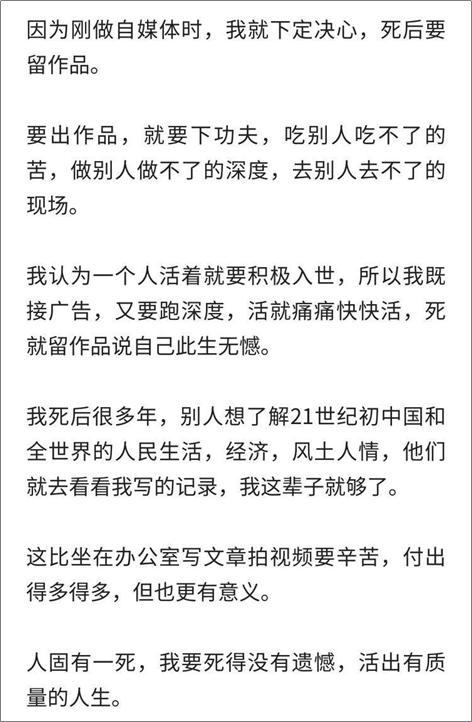 因为刚做自媒体时，我就下定决心，死后要
留作品。
要出作品，就要下功夫，吃别人吃不了的
苦，做别人做不了的深度，去别人去不了的
现场。
我认为一个人活着就要积极入世，所以我既
接广告，又要跑深度，活就痛痛快快活，死
就留作品说自己此生无憾。
我死后很多年，别人想了解21世纪初中国和
全世界的人民生活，经济，风土人情，他们
就去看看我写的记录，我这辈子就够了。
这比坐在办公室写文章拍视频要辛苦，付出
得多得多，但也更有意义。
人固有一死，我要死得没有遗憾，活出有质
量的人生。